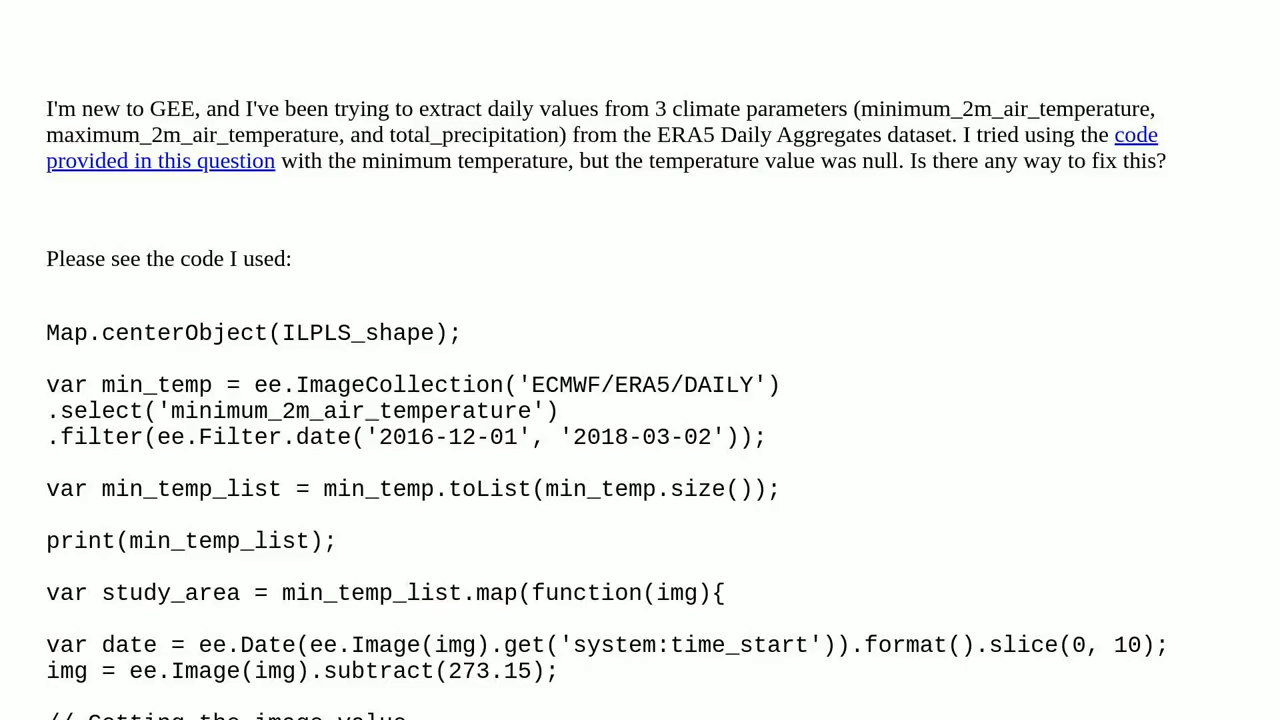 I'm new to GEE, and I've been trying to extract daily values from 3 climate parameters (minimum_2m_air_temperature,
maximum_2m_air_temperature, and total_precipitation) from the ERA5 Daily Aggregates dataset. I tried using the code
provided in this question with the minimum temperature, but the temperature value was null. Is there any way to fix this?
Please see the code I used:
Map.centerObject(ILPLS_shape);
var min_temp = ee.ImageCollection('ECMWF/ERA5/DAILY')
.select('minimum_2m_air_temperature')
.filter(ee.Filter.date('2016-12-01', '2018-03-02'));
var min_temp_list = min_temp.toList(min_temp.size());
print(min_temp_list);
var study_area = min_temp_list.map(function(img){
var date = ee.Date(ee.Image(img).get('system:time_start')).format().slice(0, 10);
img = ee.Image(img).subtract(273.15);
// Getting the image value